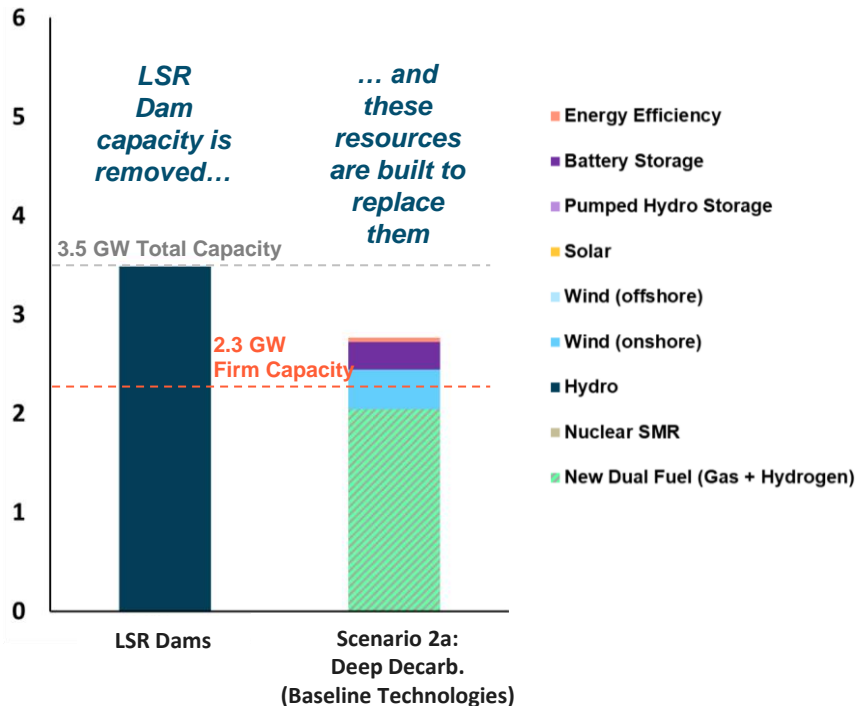 6
5
4
3
2
1
0
LSR
Dam
capacity is
removed…
… and
these
resources
are built to
replace
them
3.5 GW Total Capacity
2.3 GW
Firm Capacity
LSR Dams
Scenario 2a:
Deep Decarb.
(Baseline Technologies)
Energy Efficiency
Battery Storage
Pumped Hydro Storage
Solar
Wind (offshore)
Wind (onshore)
Hydro
Nuclear SMR
New Dual Fuel (Gas + Hydrogen)